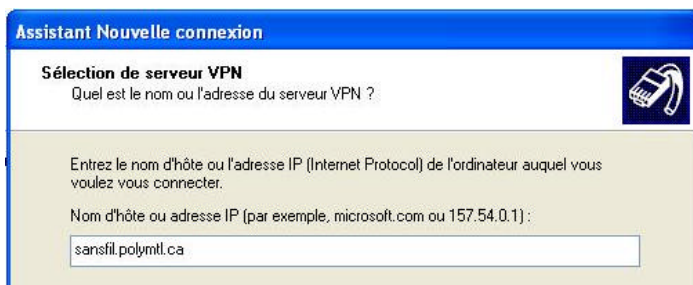 Assistant Nouvelle connexion
Sélection de serveur VPN
Quel est le nom ou l'adresse du serveur VPN ?
Entrez le nom d'hôte ou l'adresse IP (Internet Protocol) de l'ordinateur auquel vous
voulez vous connecter.
Nom d'hôte ou adresse IP (par exemple, microsoft.com ou 157.54.0.1) :
sansfil.polymtl.ca